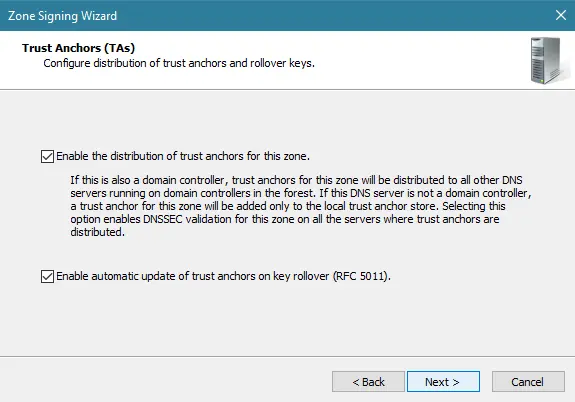 Zone Signing Wizard
Trust Anchors (TAs)
Configure distribution of trust anchors and rollover keys.
Enable the distribution of trust anchors for this zone.
If this is also a domain controller, trust anchors for this zone will be distributed to all other DNS
servers running on domain controllers in the forest. If this DNS server is not a domain controller,
a trust anchor for this zone will be added only to the local trust anchor store. Selecting this
option enables DNSSEC validation for this zone on all the servers where trust anchors are
distributed.
Enable automatic update of trust anchors on key rollover (RFC 5011).
< Back
Next >
Cancel